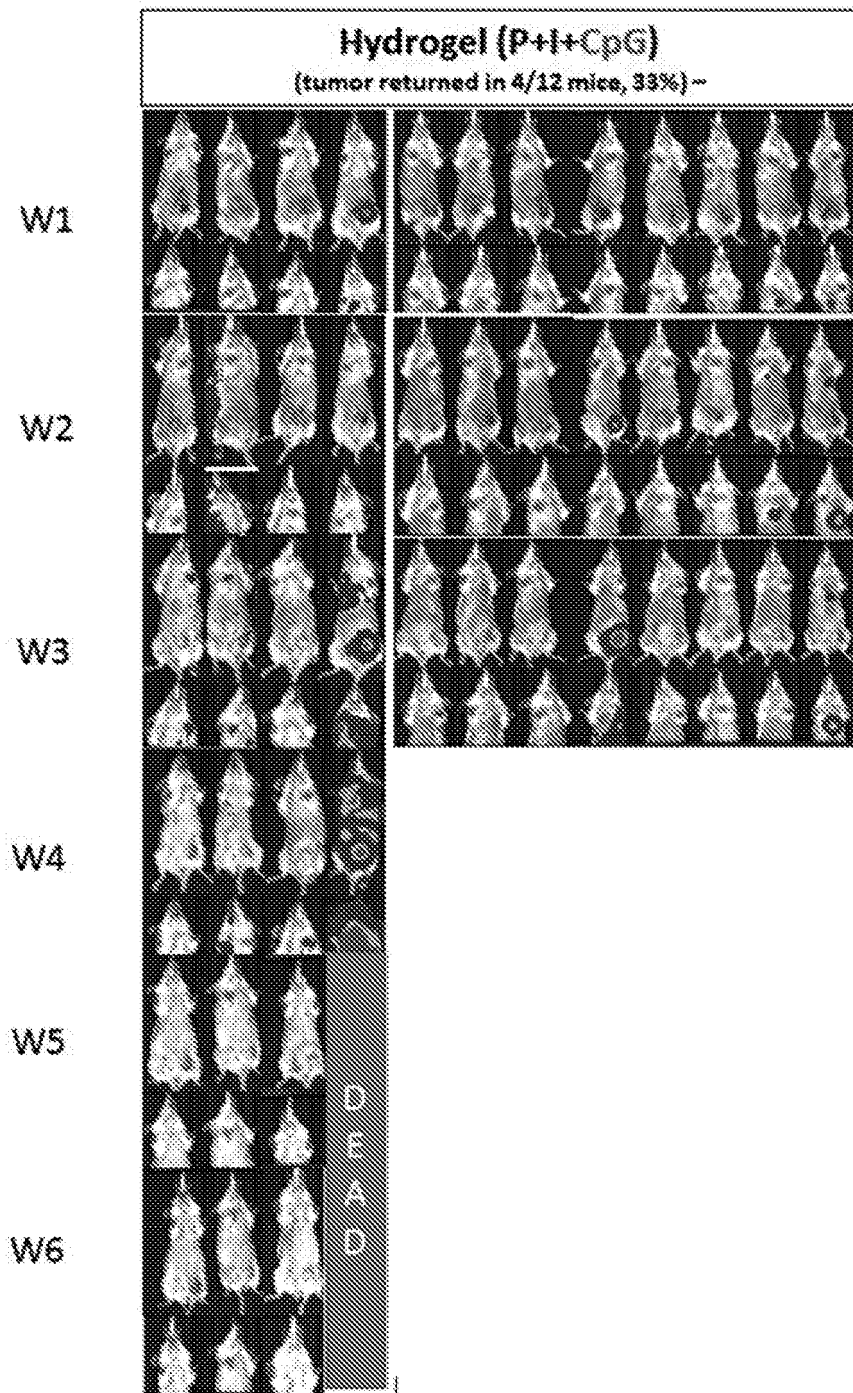 Hydrogel (P+I+CpG)
(tumor returned in 4/12 mice, 33%) --
W1
W2
W3
W4
W5
W6
D
E
A
D